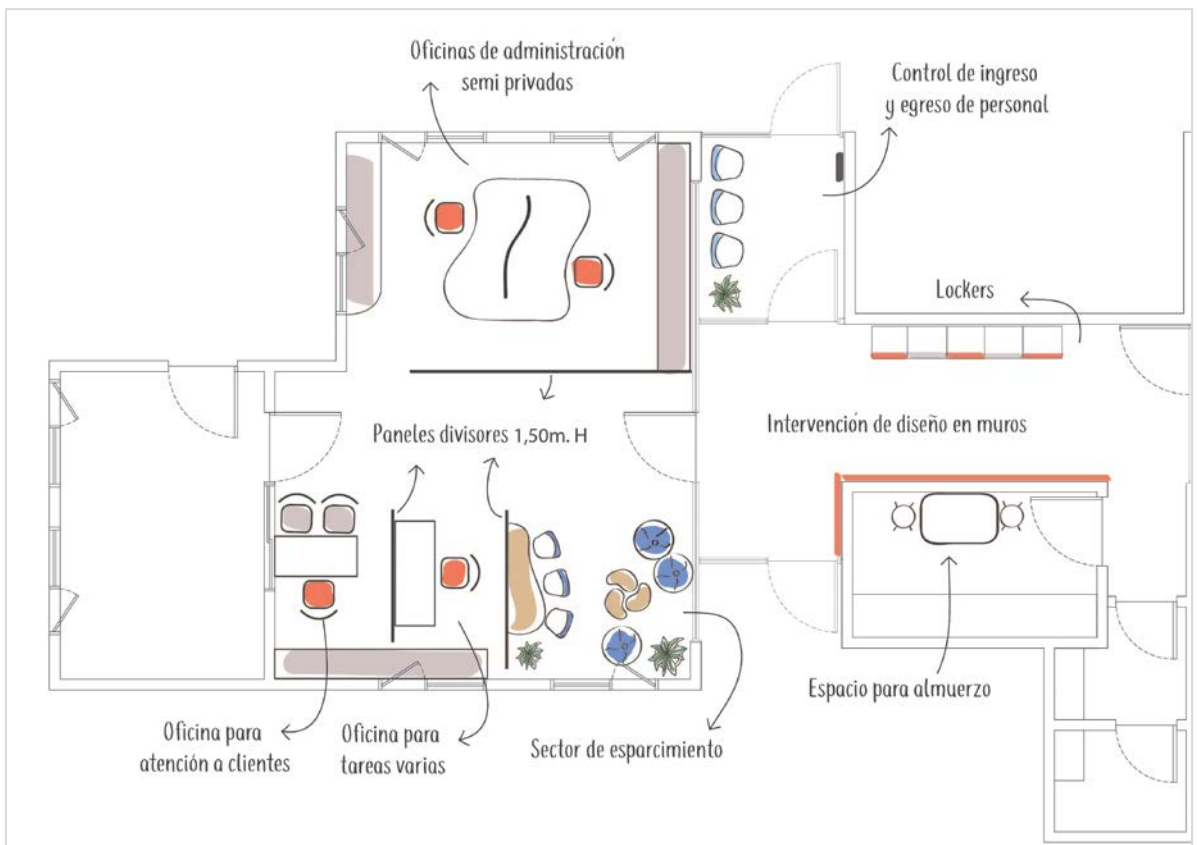 Oficinas de administración
semi privadas
Control de ingreso
y egreso de personal
Lockers
Paneles divisores 1,50m. H
Intervención de diseño en muros
Espacio para almuerzo
Oficina para
atención a clientes
Oficina para
tareas varias
Sector de esparcimiento